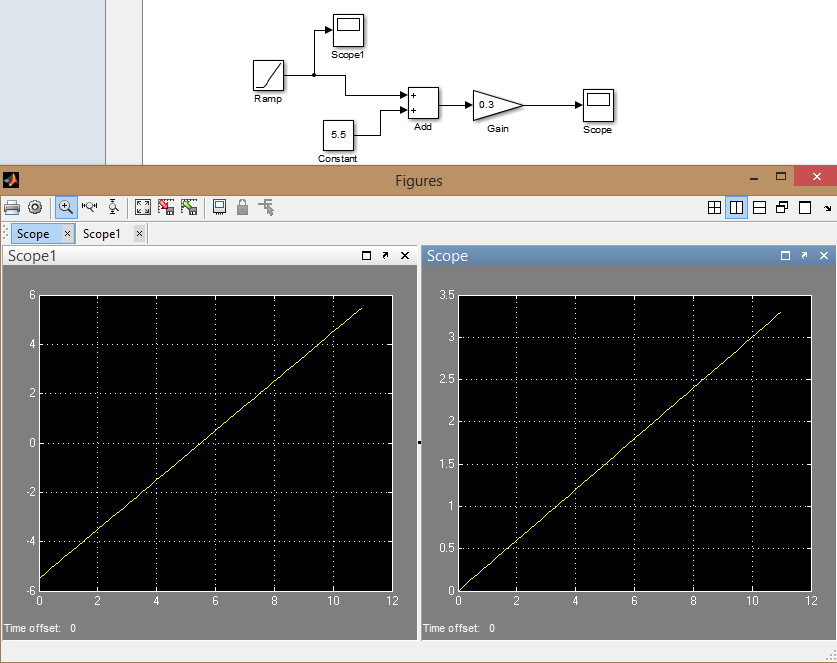 Scope1
Ramp
5.5
Constant
+
+
Add
0.3
Gain
Scope
Figures
Scope
Scope1
Scope1
6
4
2
0
-2
-4
-6
0 2 4 6 8 10 12
Time offset: 0
Scope
3.5
3
2.5
2
1.5
1
0.5
0
0 2 4 6 8 10 12
Time offset: 0